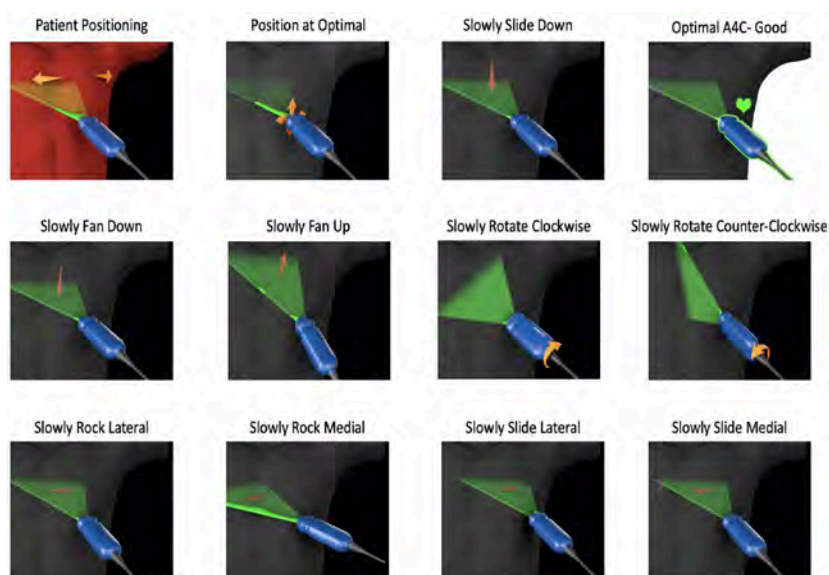 Patient Positioning
Position at Optimal
Slowly Slide Down
Optimal A4C- Good
Slowly Fan Down
Slowly Fan Up
Slowly Rotate Clockwise
Slowly Rotate Counter-Clockwise
Slowly Rock Lateral
Slowly Rock Medial
Slowly Slide Lateral
Slowly Slide Medial